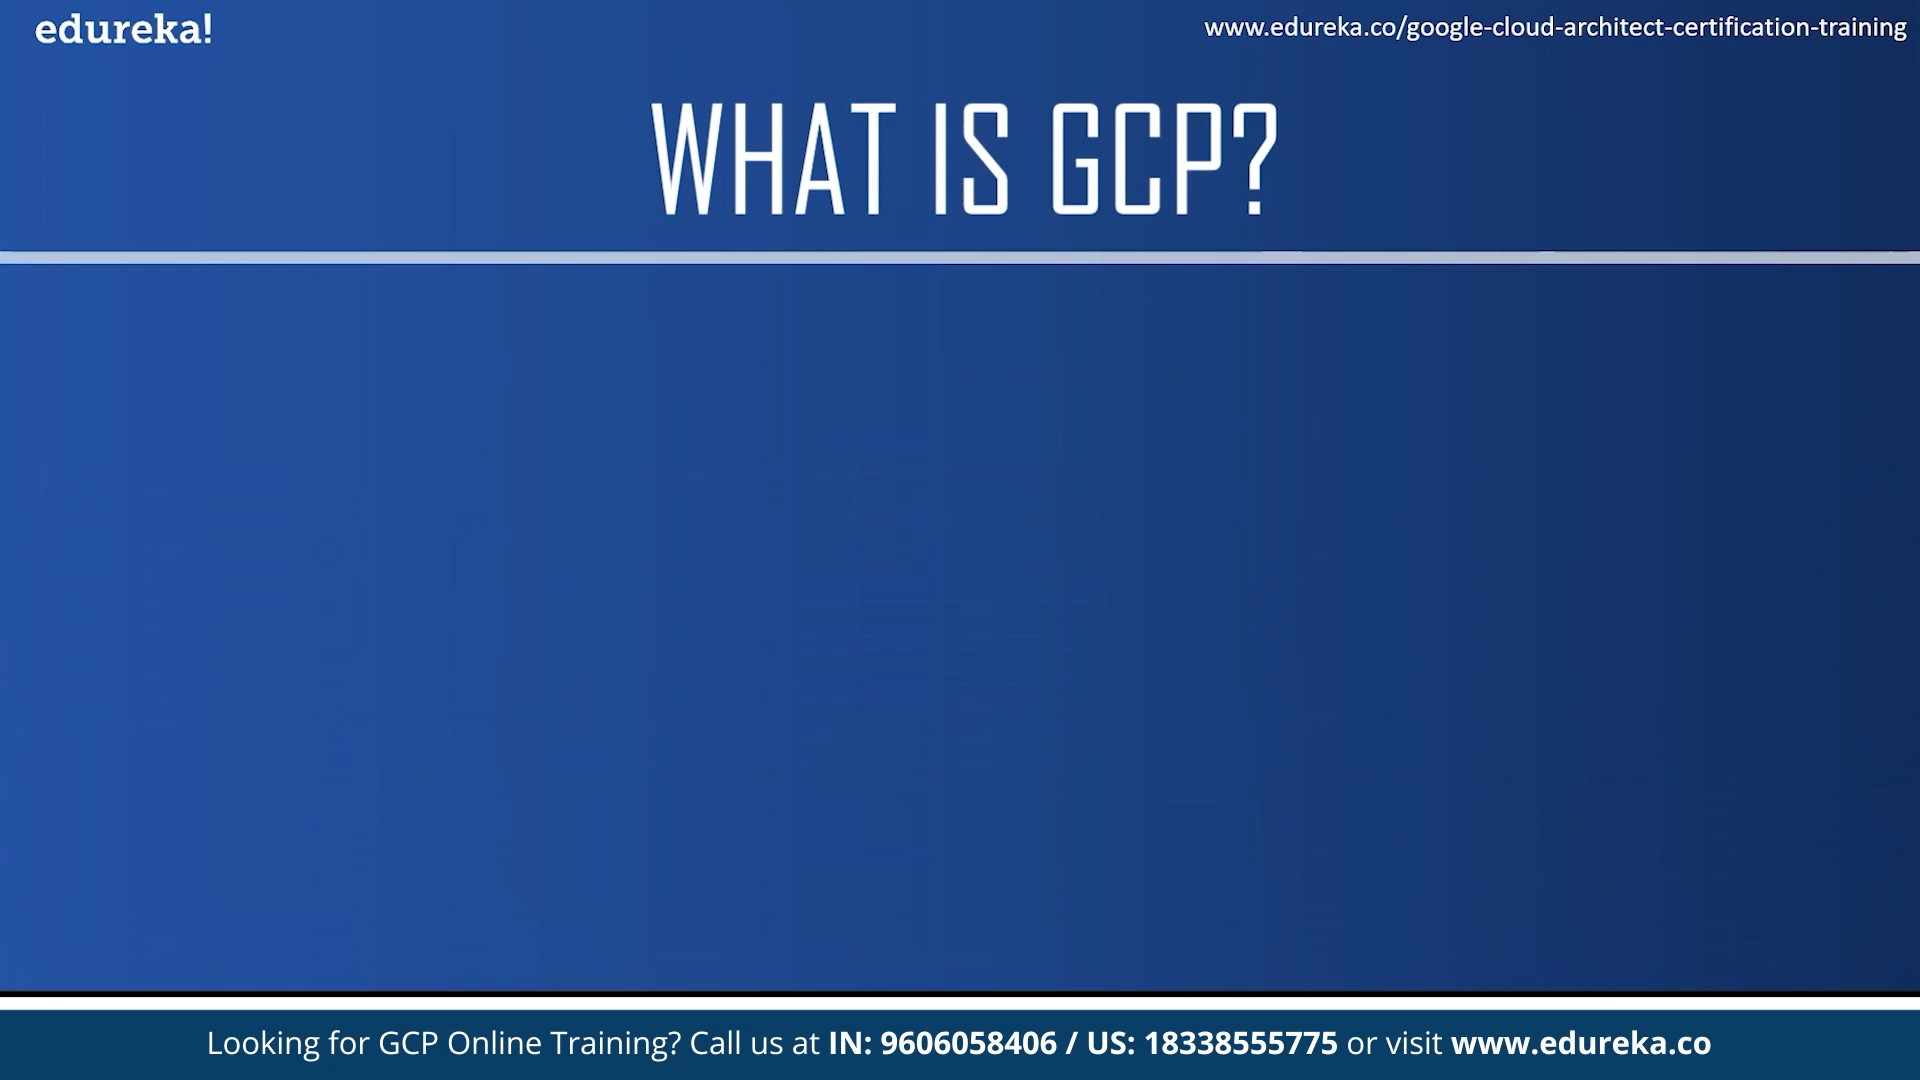 edureka!
www.edureka.co/google-cloud-architect-certification-training
WHAT IS GCP?
Looking for GCP Online Training? Call us at IN: 9606058406 / US: 18338555775 or visit www.edureka.co